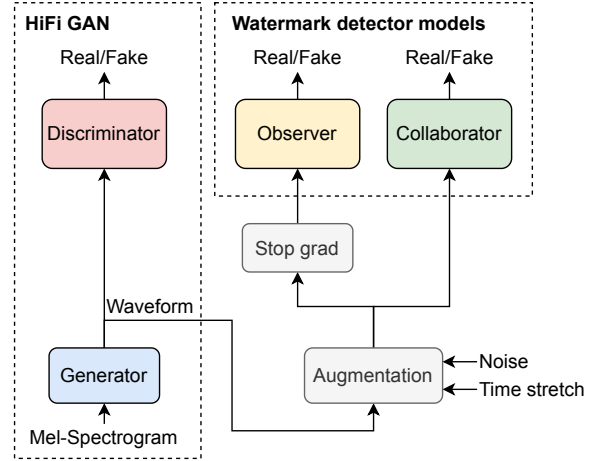 HiFi GAN
Watermark detector models
Real/Fake
Real/Fake
Real/Fake
Discriminator
Observer
Collaborator
Stop grad
Waveform
Generator
Augmentation
Noise
Time stretch
Mel-Spectrogram